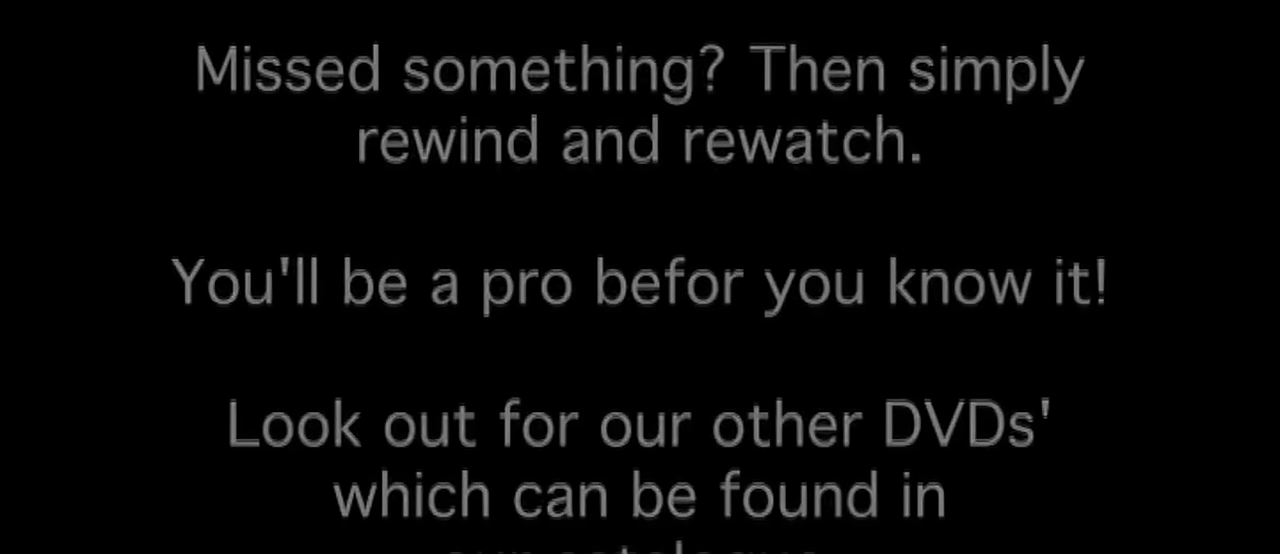 Missed something? Then simply
rewind and rewatch.
You'll be a pro befor you know it!
Look out for our other DVDs'
which can be found in